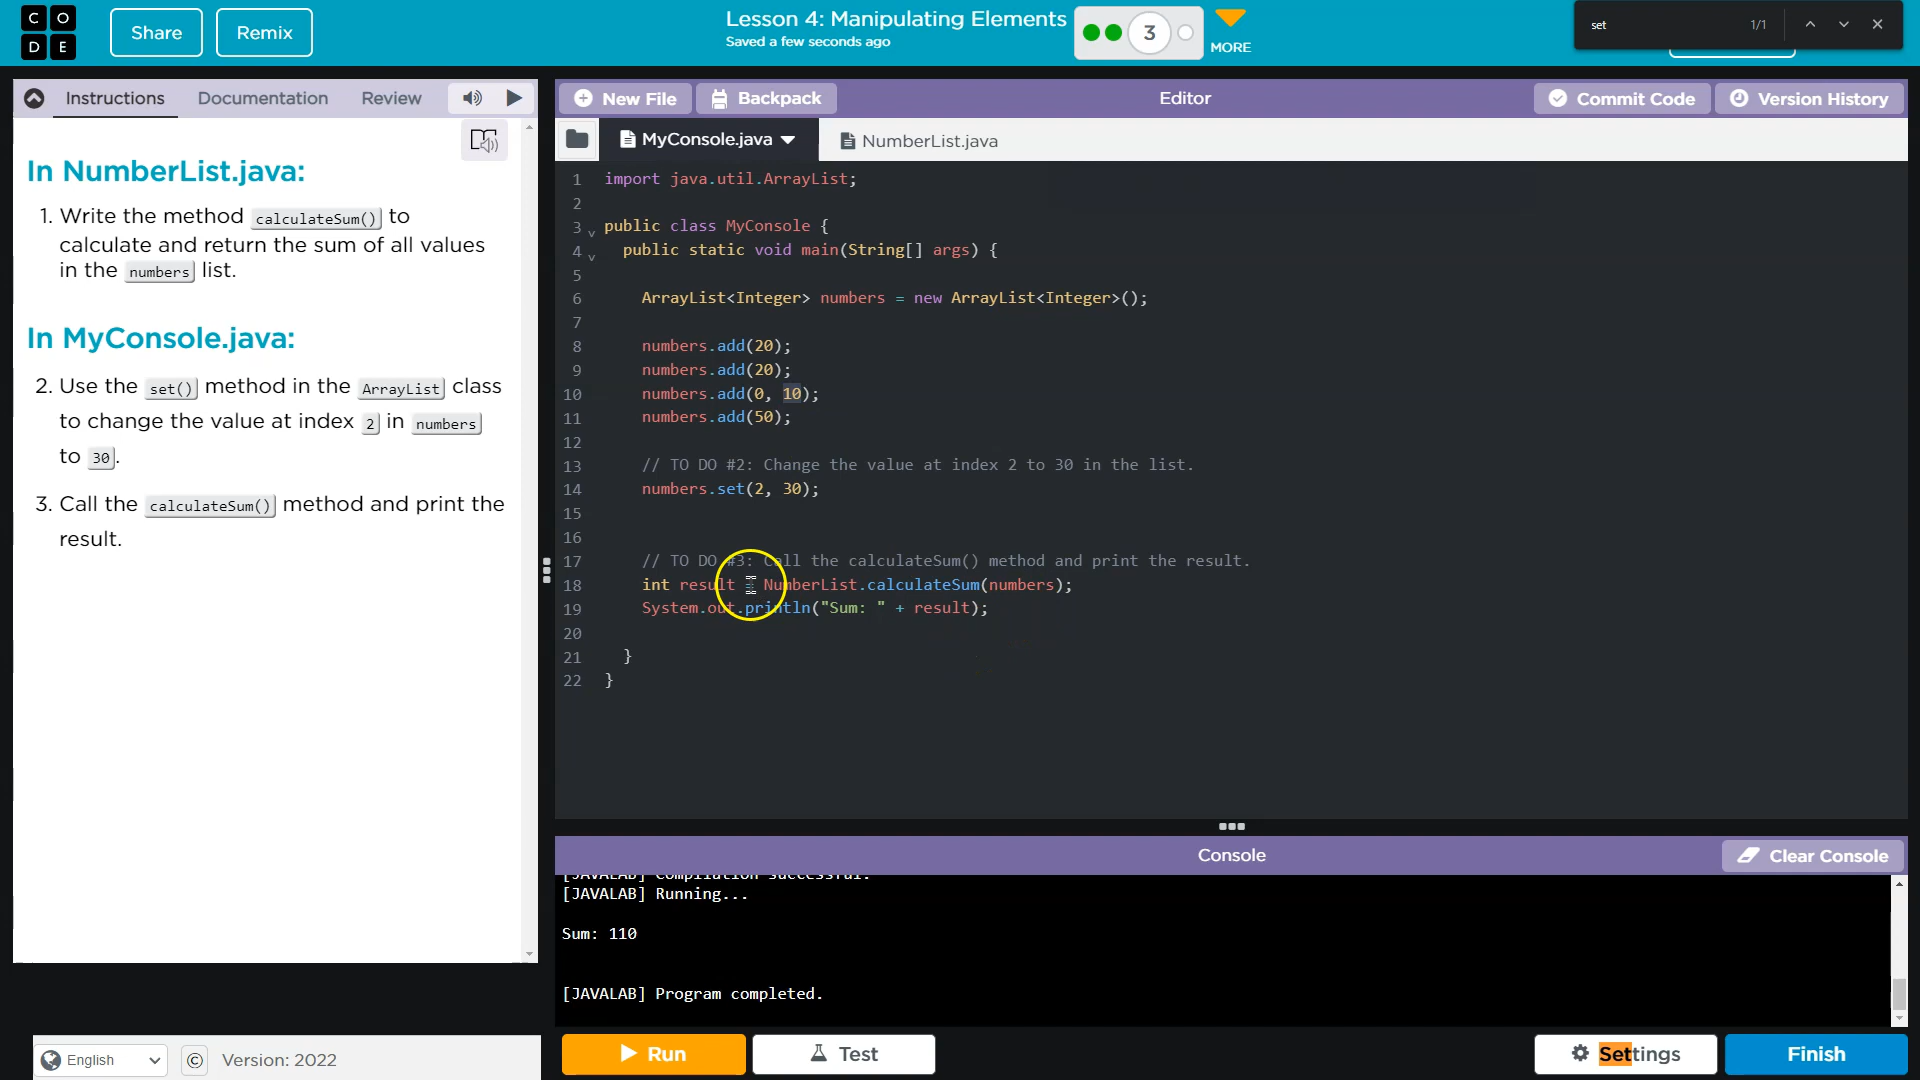 C O
D E
Share
Remix
Lesson 4: Manipulating Elements
Saved a few seconds ago
3
MORE
set
1/1
Instructions
Documentation
Review
New File
Backpack
Editor
Commit Code
Version History
MyConsole.java
NumberList.java
In NumberList.java:
1. Write the method calculateSum() to
calculate and return the sum of all values
in the numbers list.
In MyConsole.java:
2. Use the set() method in the ArrayList class
to change the value at index 2 in numbers
to 30.
3. Call the calculateSum() method and print the
result.
1 import java.util.ArrayList;
2
3 public class MyConsole {
4 public static void main(String[] args) {
5
6 ArrayList<Integer> numbers = new ArrayList<Integer>();
7
8 numbers.add(20);
9 numbers.add(20);
10 numbers.add(0, 10);
11 numbers.add(50);
12
13 // TO DO #2: Change the value at index 2 to 30 in the list.
14 numbers.set(2, 30);
15
16
17 // TO DO #3: Call the calculateSum() method and print the result.
18 int result = NumberList.calculateSum(numbers);
19 System.out.println("Sum: " + result);
20
21 }
22 }
Console
Clear Console
[JAVALAB] Compilation successful.
[JAVALAB] Running...
Sum: 110
[JAVALAB] Program completed.
English
©
Version: 2022
Run
Test
Settings
Finish